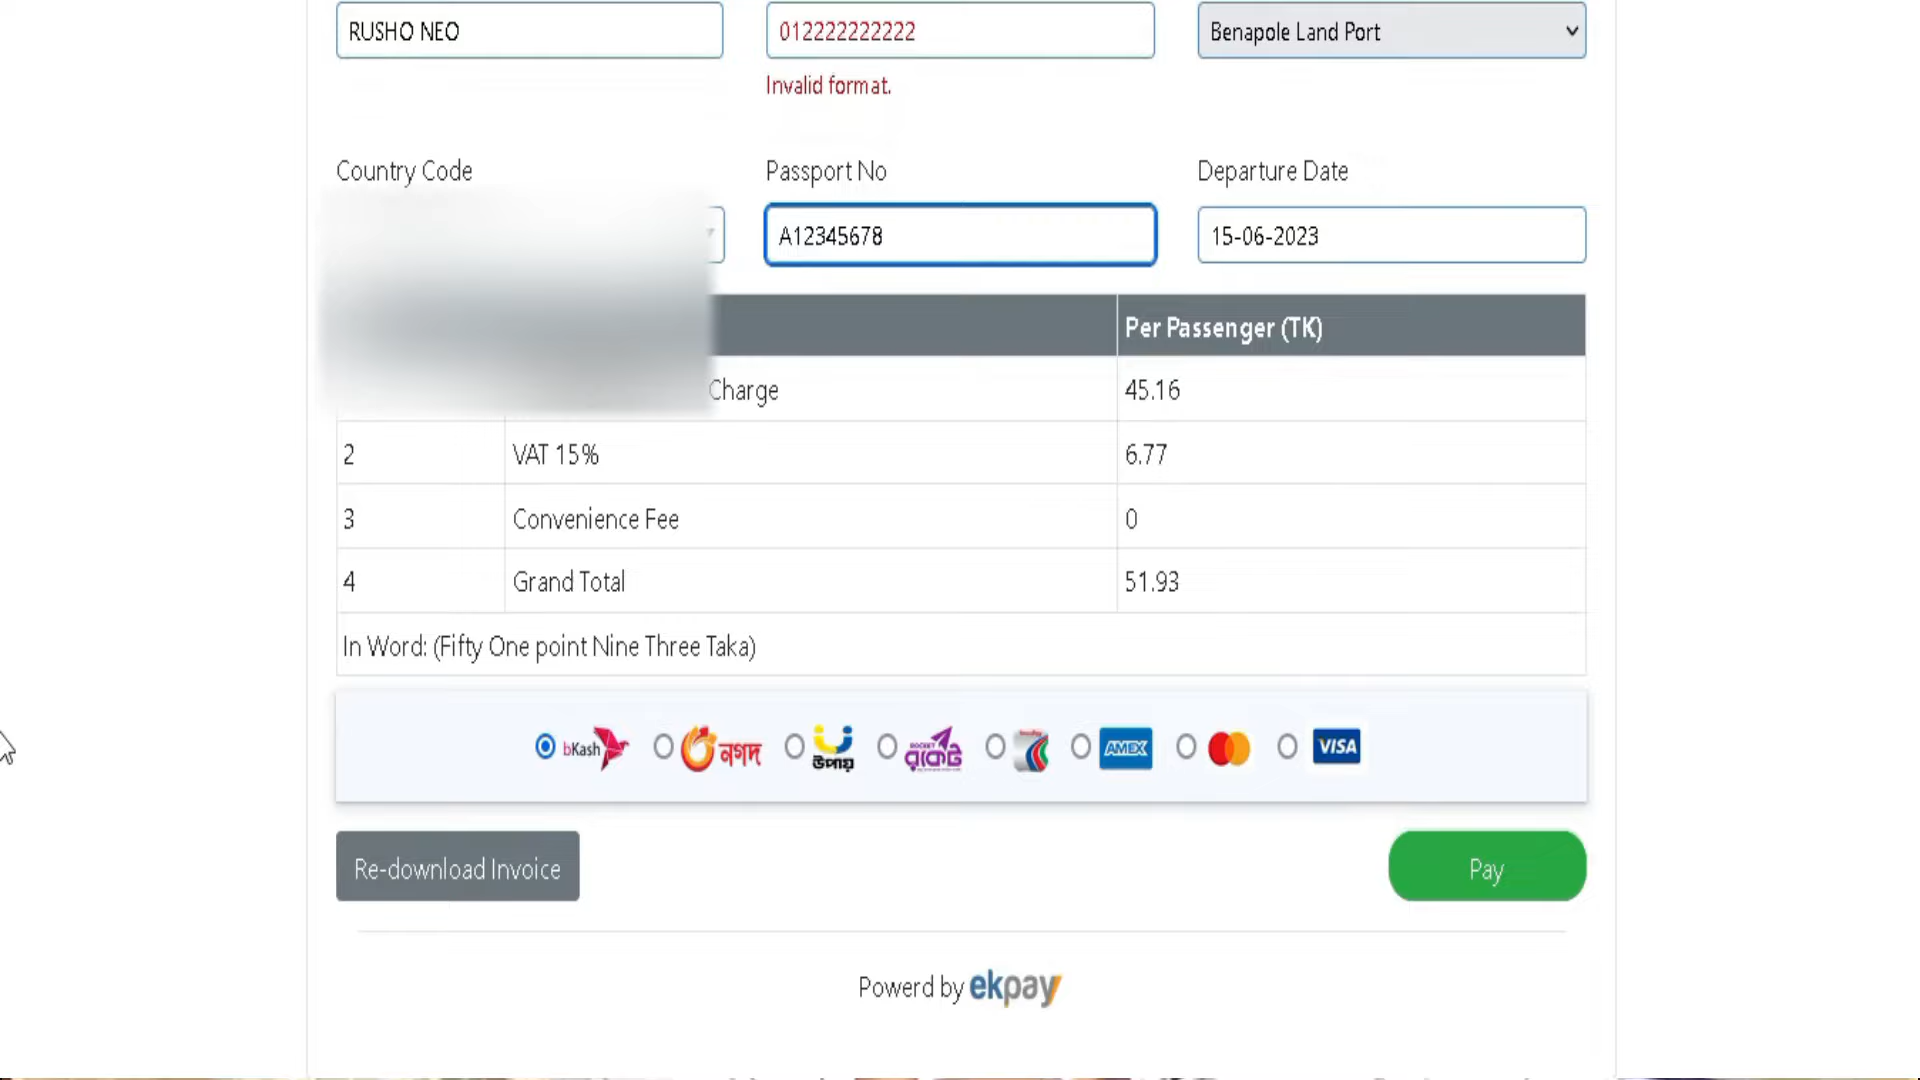 RUSHO NEO 012222222222 Benapole Land Port
Invalid format.
Country Code Passport No Departure Date
A12345678 15-06-2023
Per Passenger (TK)
Charge 45.16
2 VAT 15% 6.77
3 Convenience Fee 0
4 Grand Total 51.93
In Word: (Fifty One point Nine Three Taka)
bKash নগদ উপায় রকেট AMEX VISA
Re-download Invoice Pay
Powerd by ekpay